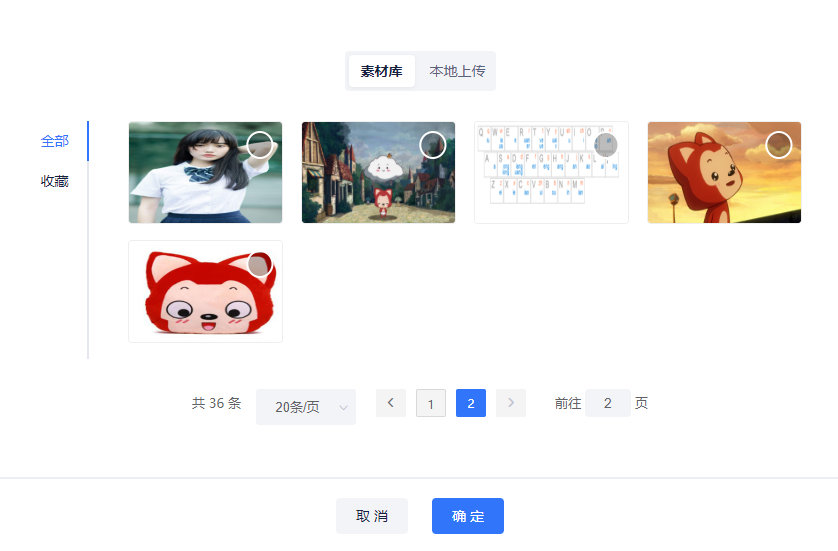 素材库 本地上传
全部
收藏
Q W E R T Y U I O
A S D F G H J K L
Z X C V B N M
共 36 条 20条/页 1 2 前往 2 页
取 消 确 定